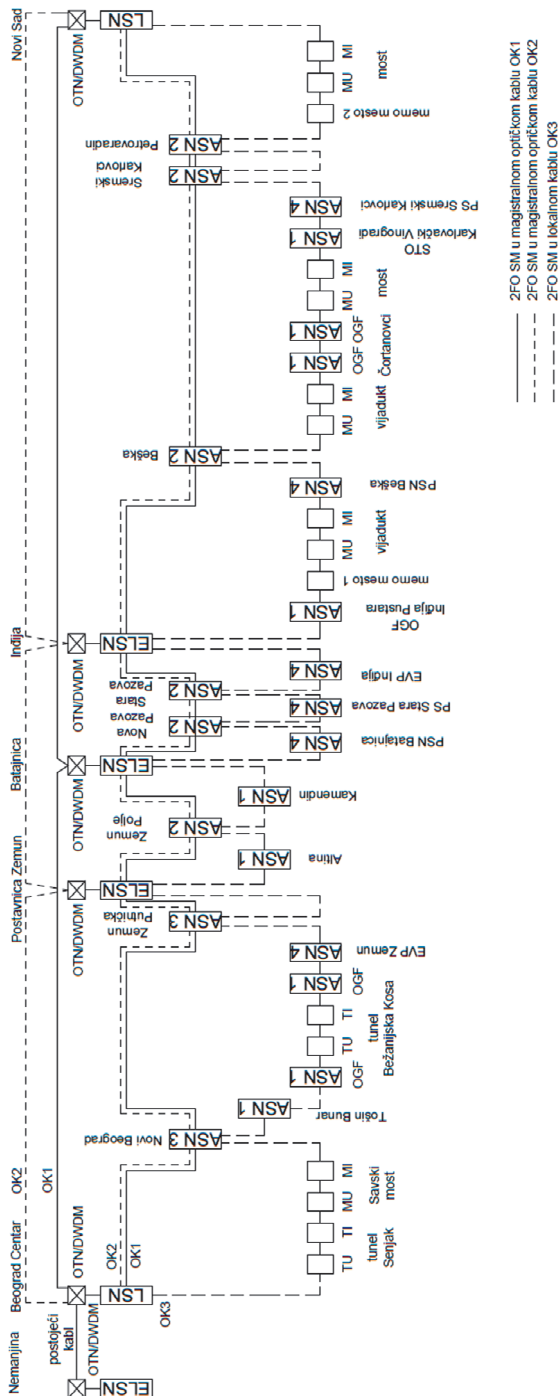 Nemanjina
Beograd Centar
OK2
Postavnica Zemun
Batajnica
Inđija
Novi Sad
postojeći
kabl
OK1
OTN/DWDM
OTN/DWDM
OTN/DWDM
OTN/DWDM
OTN/DWDM
OTN/DWDM
ELSN
LSN
ELSN
ELSN
ELSN
LSN
OK2
OK1
OK3
Novi Beograd
ASN 3
Zemun
Putnička
ASN 3
Zemun
Polje
ASN 2
Nova
Pazova
ASN 2
Stara
Pazova
ASN 2
Beška
ASN 2
Sremski
Karlovci
ASN 2
Petrovaradin
ASN 2
ASN 1
Tošin Bunar
ASN 1
Altina
ASN 1
Kamendin
TU
TI
tunel
Senjak
MU
MI
Savski
most
ASN 1
OGF
TU
TI
tunel
Bežanijska Kosa
ASN 1
OGF
ASN 4
EVP Zemun
ASN 4
PSN Batajnica
ASN 4
PS Stara Pazova
ASN 4
EVP Inđija
ASN 1
Inđija Pustara
OGF
memo mesto 1
MU
MI
vijadukt
ASN 4
PSN Beška
MU
MI
vijadukt
ASN 1
ASN 1
OGF OGF
Čortanovci
MU
MI
most
ASN 1
Karlovački Vinogradi
STO
ASN 4
PS Sremski Karlovci
memo mesto 2
MU
MI
most
2FO SM u magistralnom optičkom kablu OK1
2FO SM u magistralnom opričkom kablu OK2
2FO SM u lokalnom kablu OK3